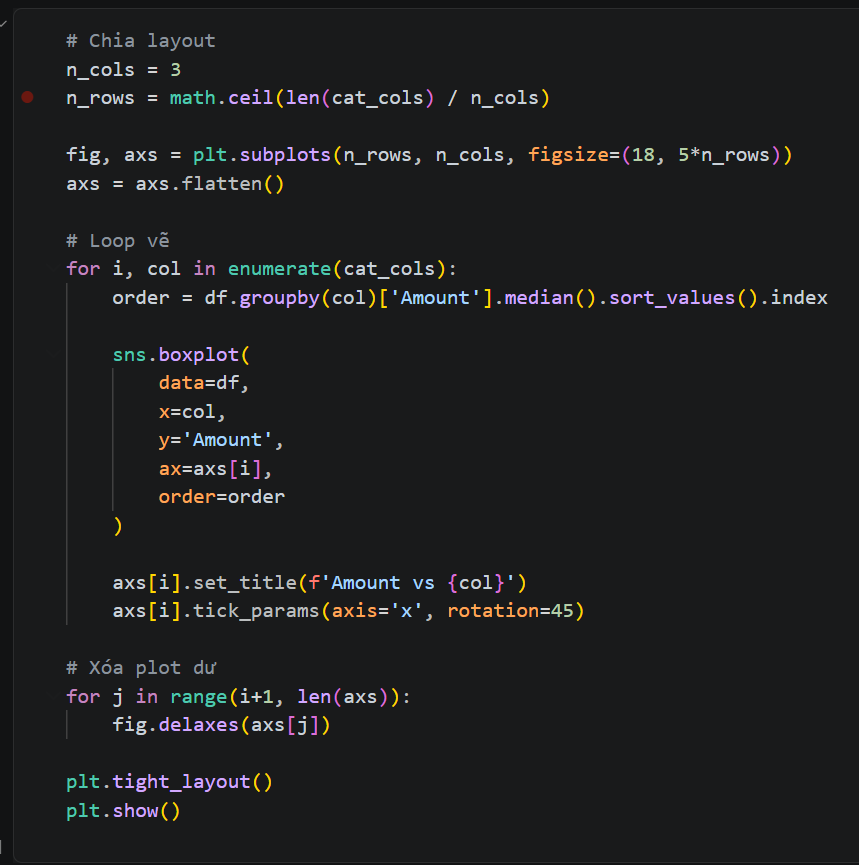 # Chia layout
n_cols = 3
n_rows = math.ceil(len(cat_cols) / n_cols)
fig, axs = plt.subplots(n_rows, n_cols, figsize=(18, 5*n_rows))
axs = axs.flatten()
# Loop vẽ
for i, col in enumerate(cat_cols):
    order = df.groupby(col)['Amount'].median().sort_values().index
    sns.boxplot(
        data=df,
        x=col,
        y='Amount',
        ax=axs[i],
        order=order
    )
    axs[i].set_title(f'Amount vs {col}')
    axs[i].tick_params(axis='x', rotation=45)
# Xóa plot dư
for j in range(i+1, len(axs)):
    fig.delaxes(axs[j])
plt.tight_layout()
plt.show()